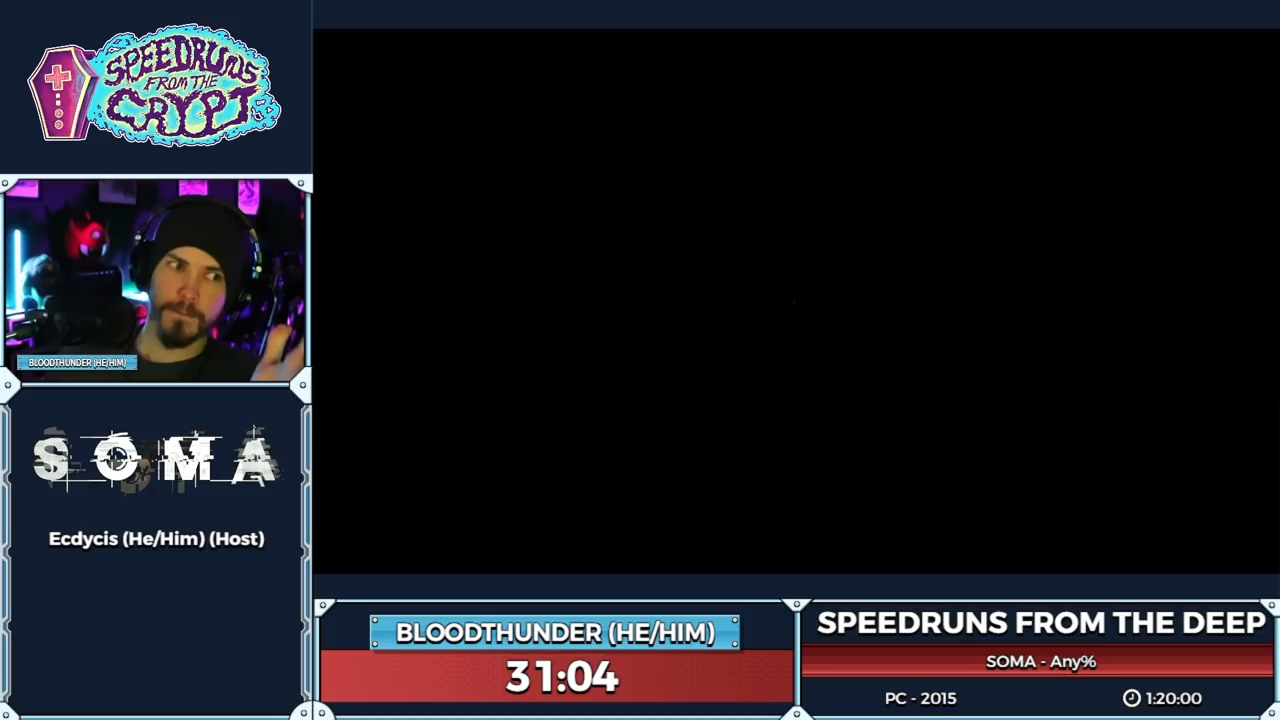 SPEEDRUNS
FROM THE
CRYPT
BLOODTHUNDER (HE/HIM)
SOMA
Ecdycis (He/Him) (Host)
BLOODTHUNDER (HE/HIM)
31:04
SPEEDRUNS FROM THE DEEP
SOMA - Any%
PC - 2015
1:20:00